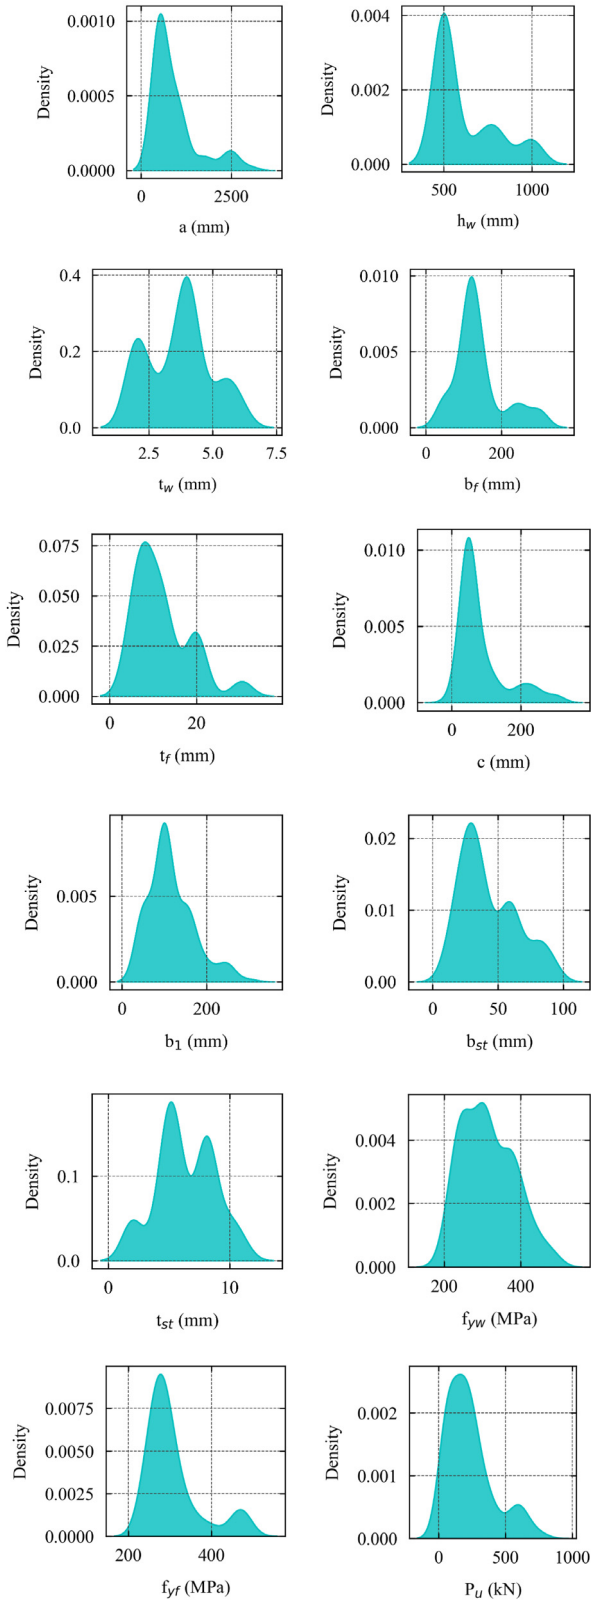 0.0010
0.0005
0.0000
Density
0
2500
a (mm)
0.004
0.002
0.000
Density
500
1000
h_w (mm)
0.4
0.2
0.0
Density
2.5
5.0
7.5
t_w (mm)
0.010
0.005
0.000
Density
0
200
b_f (mm)
0.075
0.050
0.025
0.000
Density
0
20
t_f (mm)
0.010
0.005
0.000
Density
0
200
c (mm)
0.005
0.000
Density
0
200
b_1 (mm)
0.02
0.01
0.00
Density
0
50
100
b_st (mm)
0.1
0.0
Density
0
10
t_st (mm)
0.004
0.002
0.000
Density
200
400
f_yw (MPa)
0.0075
0.0050
0.0025
0.0000
Density
200
400
f_yf (MPa)
0.002
0.001
0.000
Density
0
500
1000
P_u (kN)